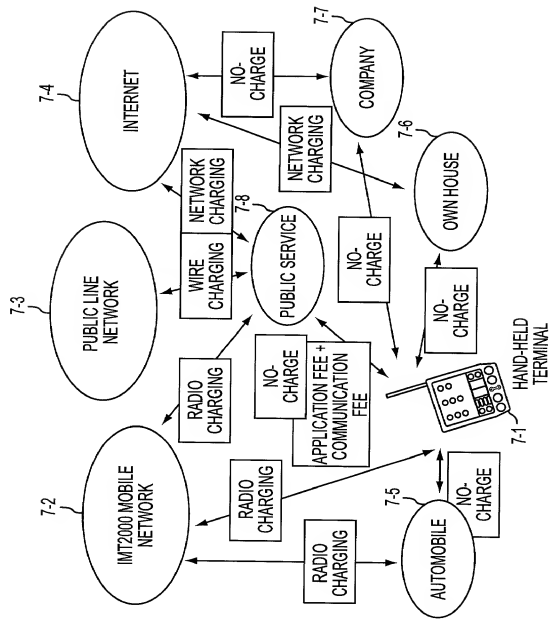 7-2
IMT2000 MOBILE
NETWORK
7-3
PUBLIC LINE
NETWORK
7-4
INTERNET
RADIO
CHARGING
WIRE
CHARGING
NETWORK
CHARGING
NO-
CHARGE
7-8
PUBLIC SERVICE
NETWORK
CHARGING
7-7
COMPANY
RADIO
CHARGING
NO-
CHARGE
APPLICATION FEE +
COMMUNICATION
FEE
NO-
CHARGE
7-6
OWN HOUSE
RADIO
CHARGING
NO-
CHARGE
7-5
AUTOMOBILE
NO-
CHARGE
7-1
HAND-HELD
TERMINAL